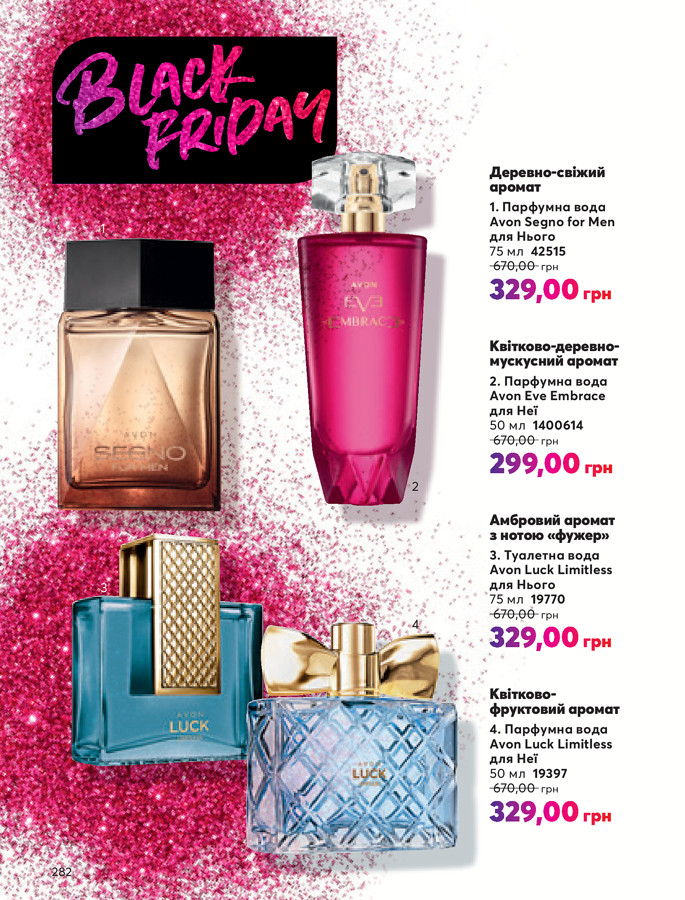 BLACK
FRIDAY
1
AVON
SEGNO
FOR MEN
AVON
EVE
EMBRACE
2
3
AVON
LUCK
4
AVON
LUCK
Деревно-свіжий
аромат
1. Парфумна вода
Avon Segno for Men
для Нього
75 мл 42515
670,00 грн
329,00 грн
Квітково-деревно-
мускусний аромат
2. Парфумна вода
Avon Eve Embrace
для Неї
50 мл 1400614
670,00 грн
299,00 грн
Амбровий аромат
з нотою «фужер»
3. Туалетна вода
Avon Luck Limitless
для Нього
75 мл 19770
670,00 грн
329,00 грн
Квітково-
фруктовий аромат
4. Парфумна вода
Avon Luck Limitless
для Неї
50 мл 19397
670,00 грн
329,00 грн
282